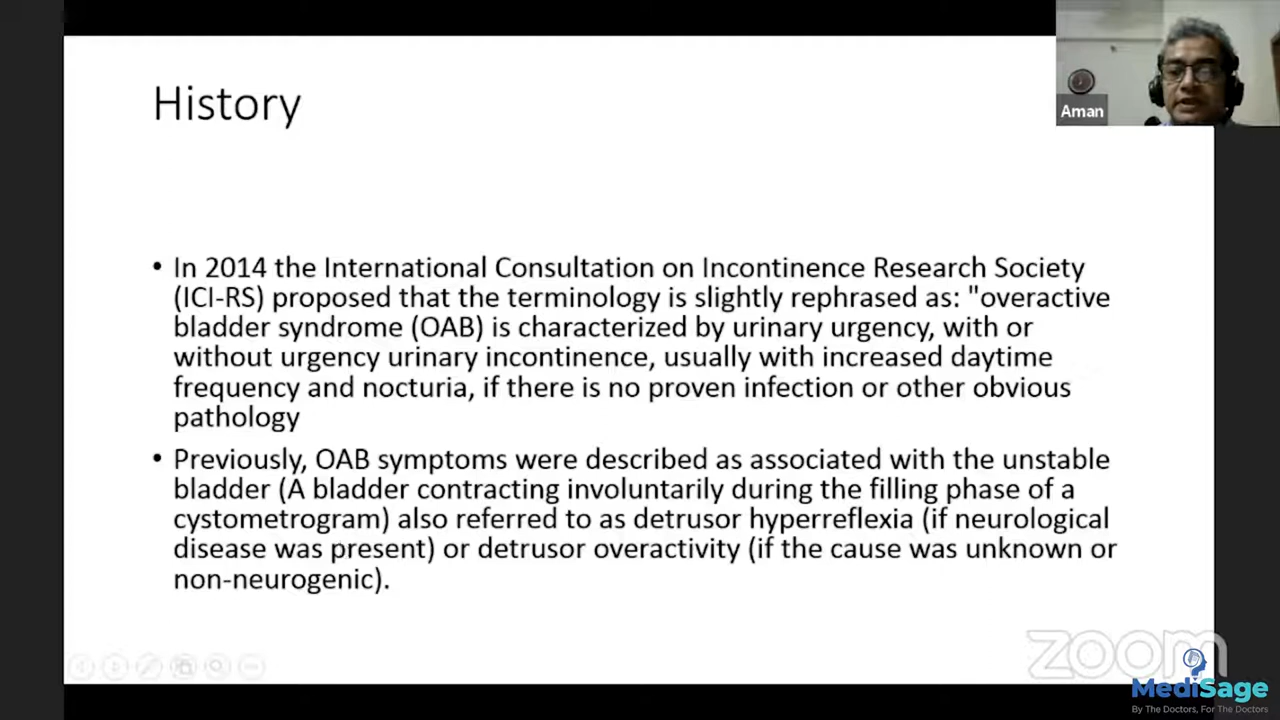 History
Aman
• In 2014 the International Consultation on Incontinence Research Society
(ICI-RS) proposed that the terminology is slightly rephrased as: "overactive
bladder syndrome (OAB) is characterized by urinary urgency, with or
without urgency urinary incontinence, usually with increased daytime
frequency and nocturia, if there is no proven infection or other obvious
pathology
• Previously, OAB symptoms were described as associated with the unstable
bladder (A bladder contracting involuntarily during the filling phase of a
cystometrogram) also referred to as detrusor hyperreflexia (if neurological
disease was present) or detrusor overactivity (if the cause was unknown or
non-neurogenic).
zoom
MediSage
By The Doctors, For The Doctors